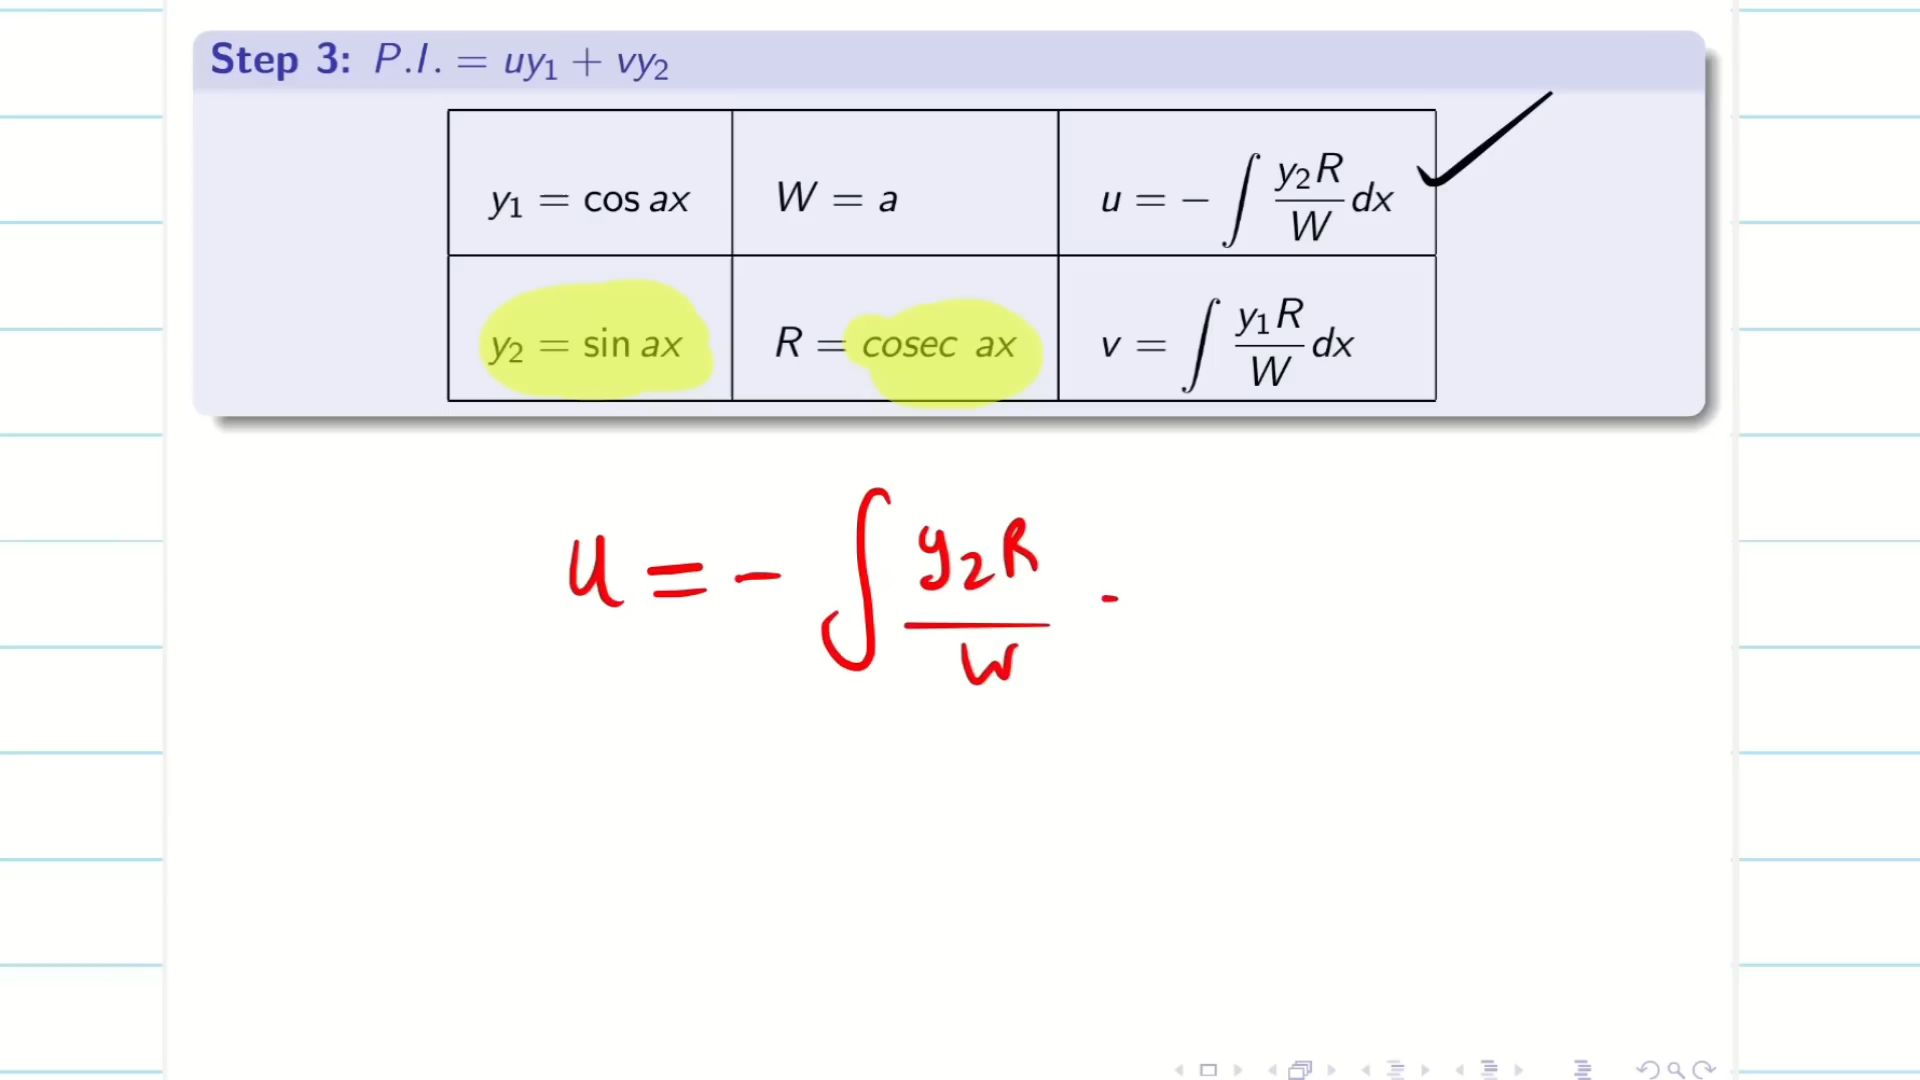 Step 3: P.I. = uy₁ + vy₂
y₁ = cos ax W = a u = − ∫ y₂R/W dx
y₂ = sin ax R = cosec ax v = ∫ y₁R/W dx
u = − ∫ y₂R/W -